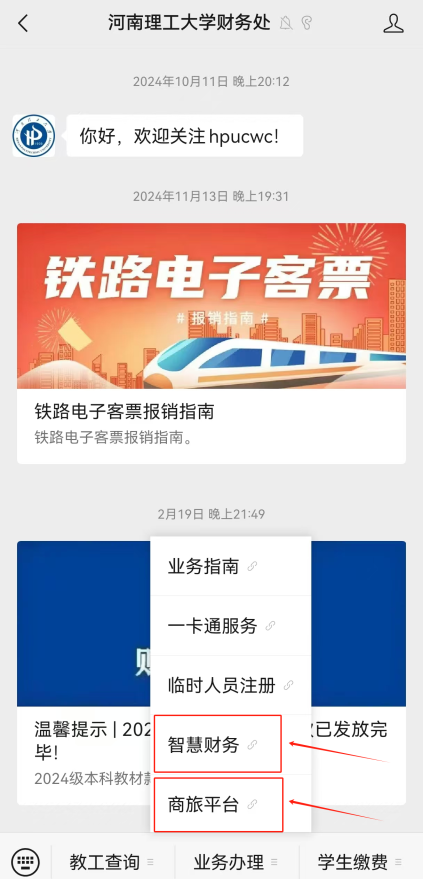 河南理工大学财务处
2024年10月11日 晚上20:12
你好，欢迎关注hpucwc!
2024年11月13日 晚上19:31
铁路电子客票
#报销指南#
铁路电子客票报销指南
铁路电子客票报销指南。
2月19日 晚上21:49
业务指南
一卡通服务
临时人员注册
智慧财务
商旅平台
温馨提示 | 202
已发放完
毕!
2024级本科教材
教工查询
业务办理
学生缴费